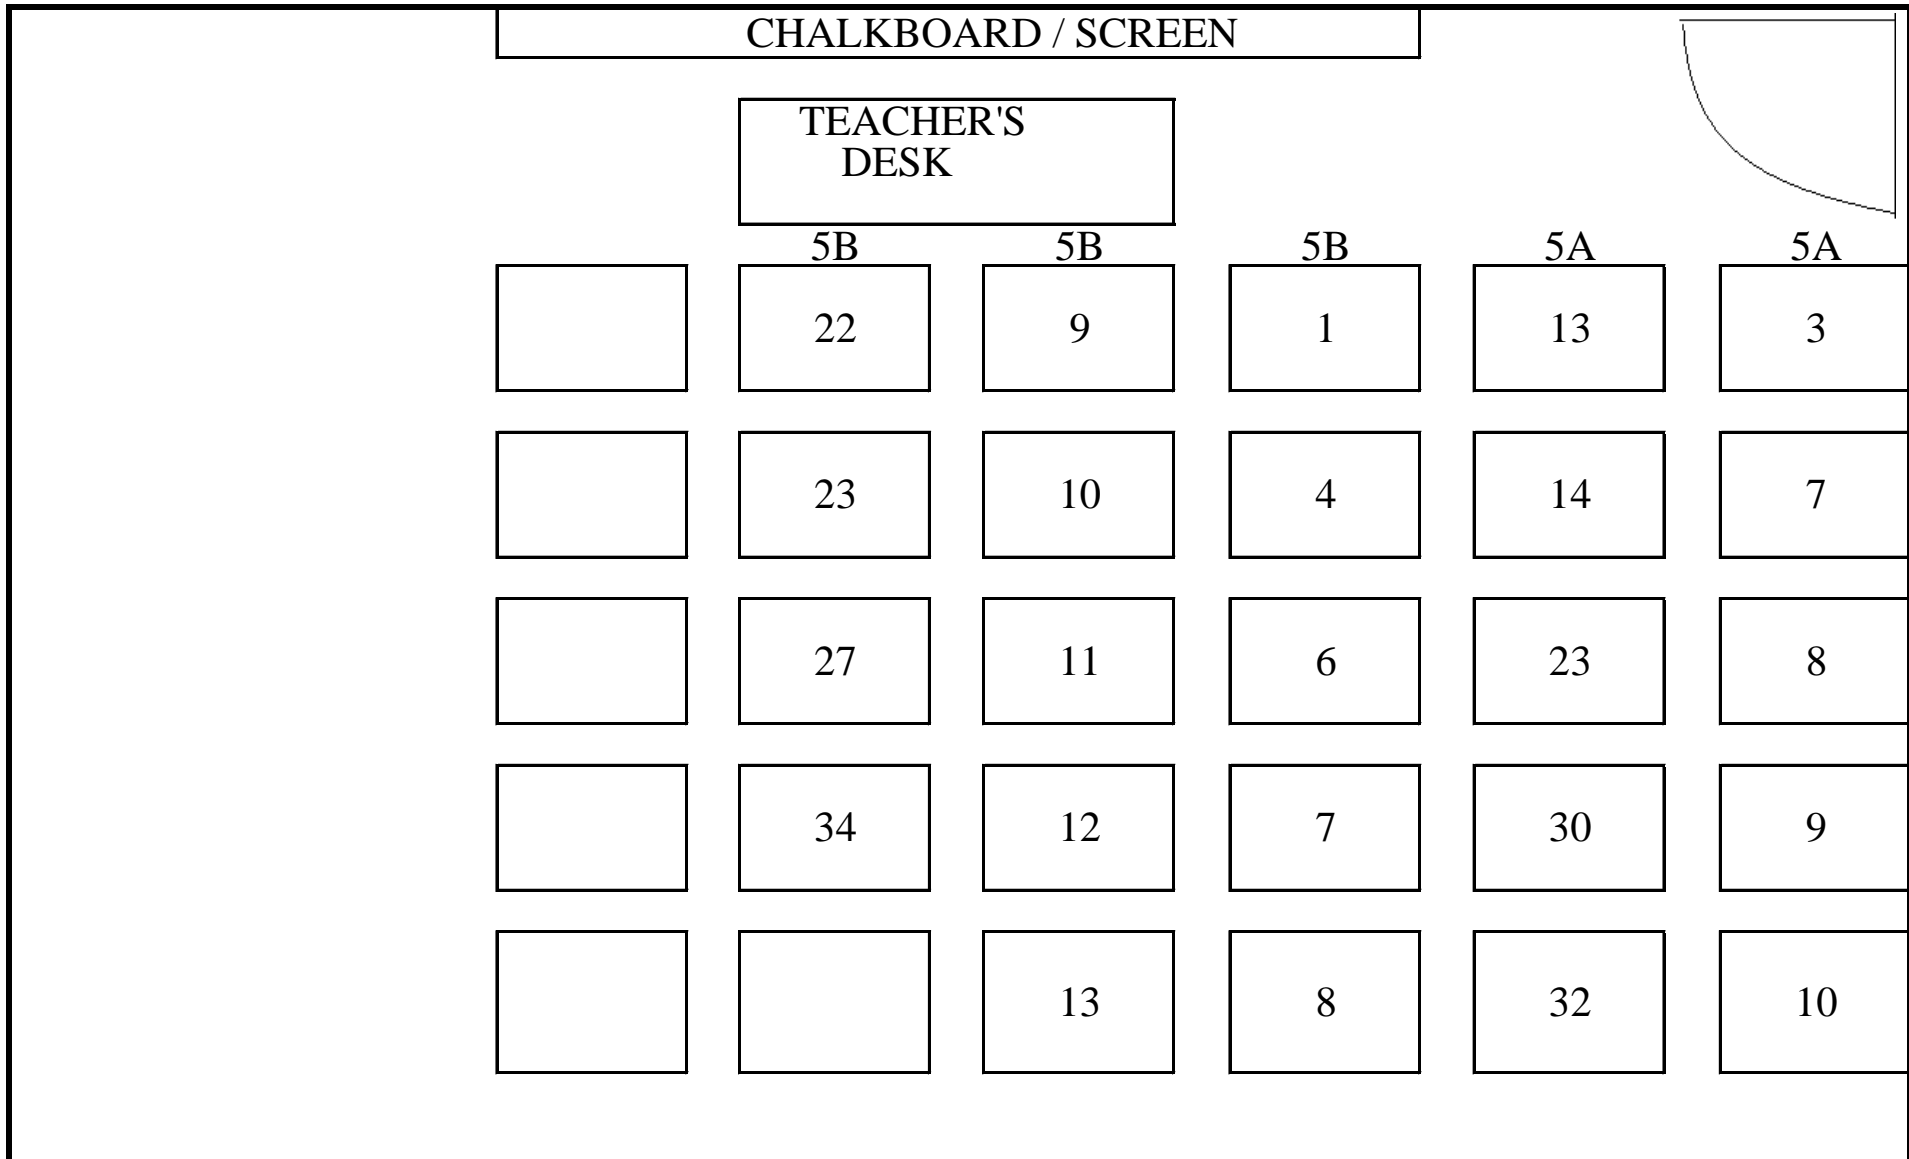 CHALKBOARD / SCREEN
TEACHER'S
DESK
5B 5B 5B 5A 5A
22 9 1 13 3
23 10 4 14 7
27 11 6 23 8
34 12 7 30 9
13 8 32 10